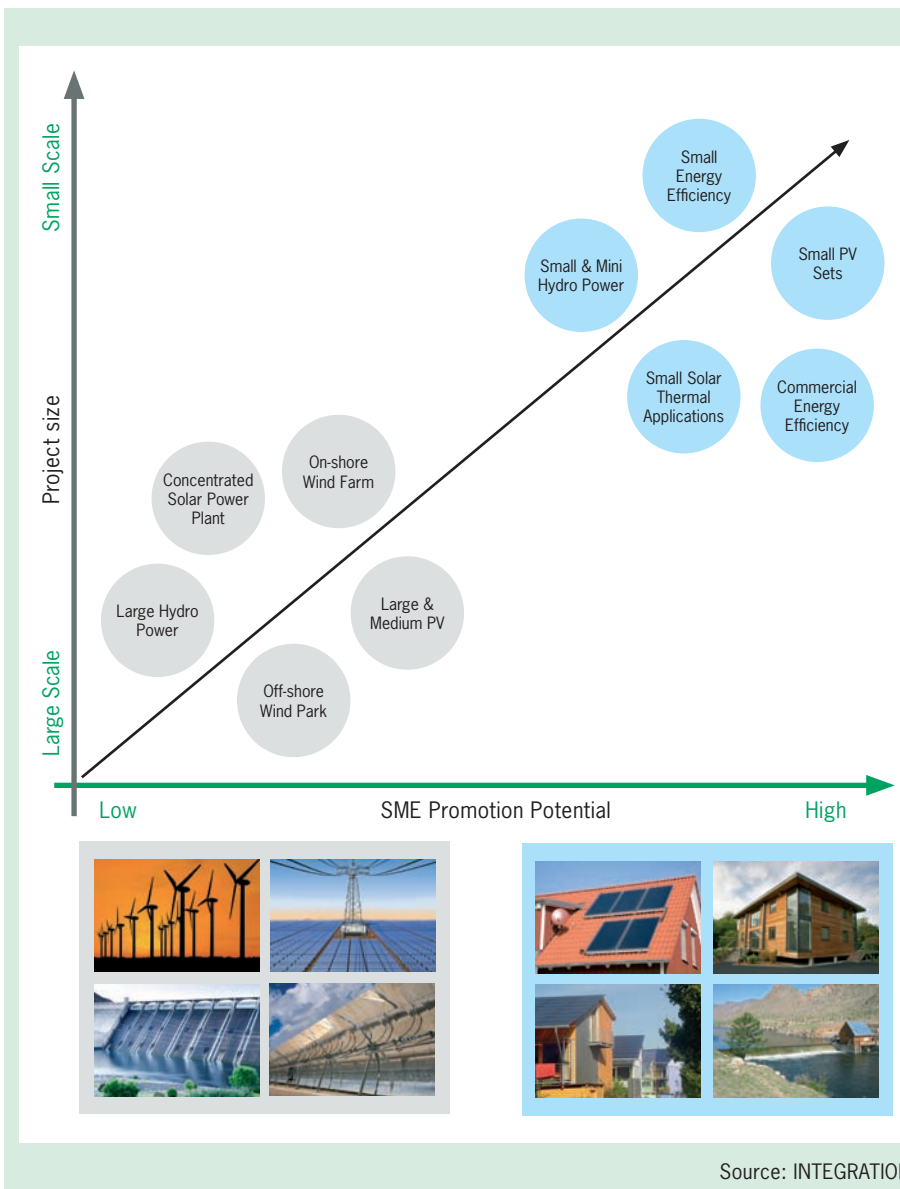 Small Scale
Project size
Large Scale
Small
Energy
Efficiency
Small & Mini
Hydro Power
Small PV
Sets
Small Solar
Thermal
Applications
Commercial
Energy
Efficiency
On-shore
Wind Farm
Concentrated
Solar Power
Plant
Large Hydro
Power
Large &
Medium PV
Off-shore
Wind Park
Low
SME Promotion Potential
High
Source: INTEGRATION